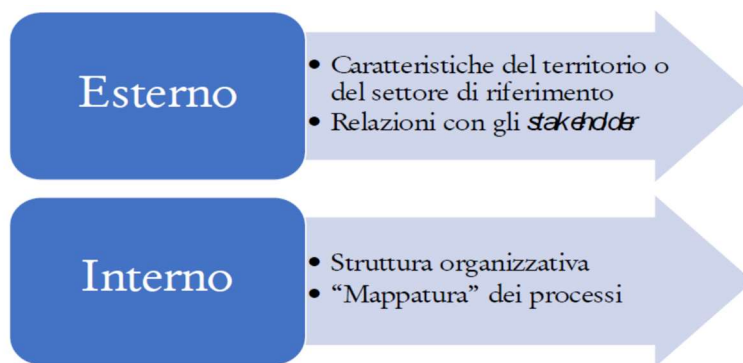 Esterno
• Caratteristiche del territorio o
del settore di riferimento
• Relazioni con gli stakeholder
Interno
• Struttura organizzativa
• “Mappatura” dei processi